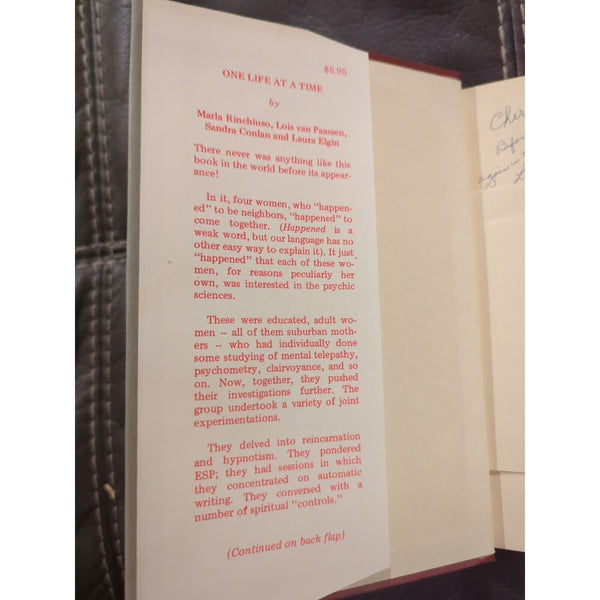 $5.95
ONE LIFE AT A TIME
by
Marla Rinchiuso, Lois van Paassen,
Sandra Conlan and Laura Elgin
There never was anything like this
book in the world before its appear-
ance!
In it, four women, who "happen-
ed" to be neighbors, "happened" to
come together. (Happened is a
weak word, but our language has no
other easy way to explain it). It just
"happened" that each of these wo-
men, for reasons peculiarly her
own, was interested in the psychic
sciences.
These were educated, adult wo-
men -- all of them suburban moth-
ers -- who had individually done
some studying of mental telepathy,
psychometry, clairvoyance, and so
on. Now, together, they pushed
their investigations further. The
group undertook a variety of joint
experimentations.
They delved into reincarnation
and hypnotism. They pondered
ESP; they had sessions in which
they concentrated on automatic
writing. They conversed with a
number of spiritual "controls."
(Continued on back flap)